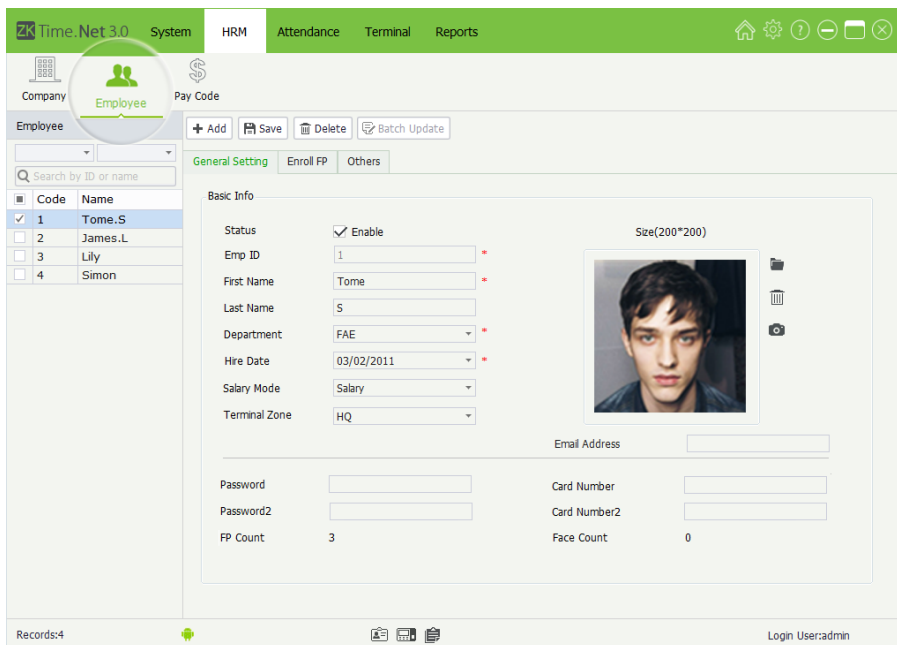 ZK Time.Net 3.0 System HRM Attendance Terminal Reports
Company Employee Pay Code
Employee
Add Save Delete Batch Update
General Setting Enroll FP Others
Search by ID or name
Code Name
1 Tome.S
2 James.L
3 Lily
4 Simon
Basic Info
Status Enable
Size(200*200)
Emp ID 1 *
First Name Tome *
Last Name S
Department FAE *
Hire Date 03/02/2011 *
Salary Mode Salary
Terminal Zone HQ
Email Address
Password
Card Number
Password2
Card Number2
FP Count 3
Face Count 0
Records:4
Login User:admin